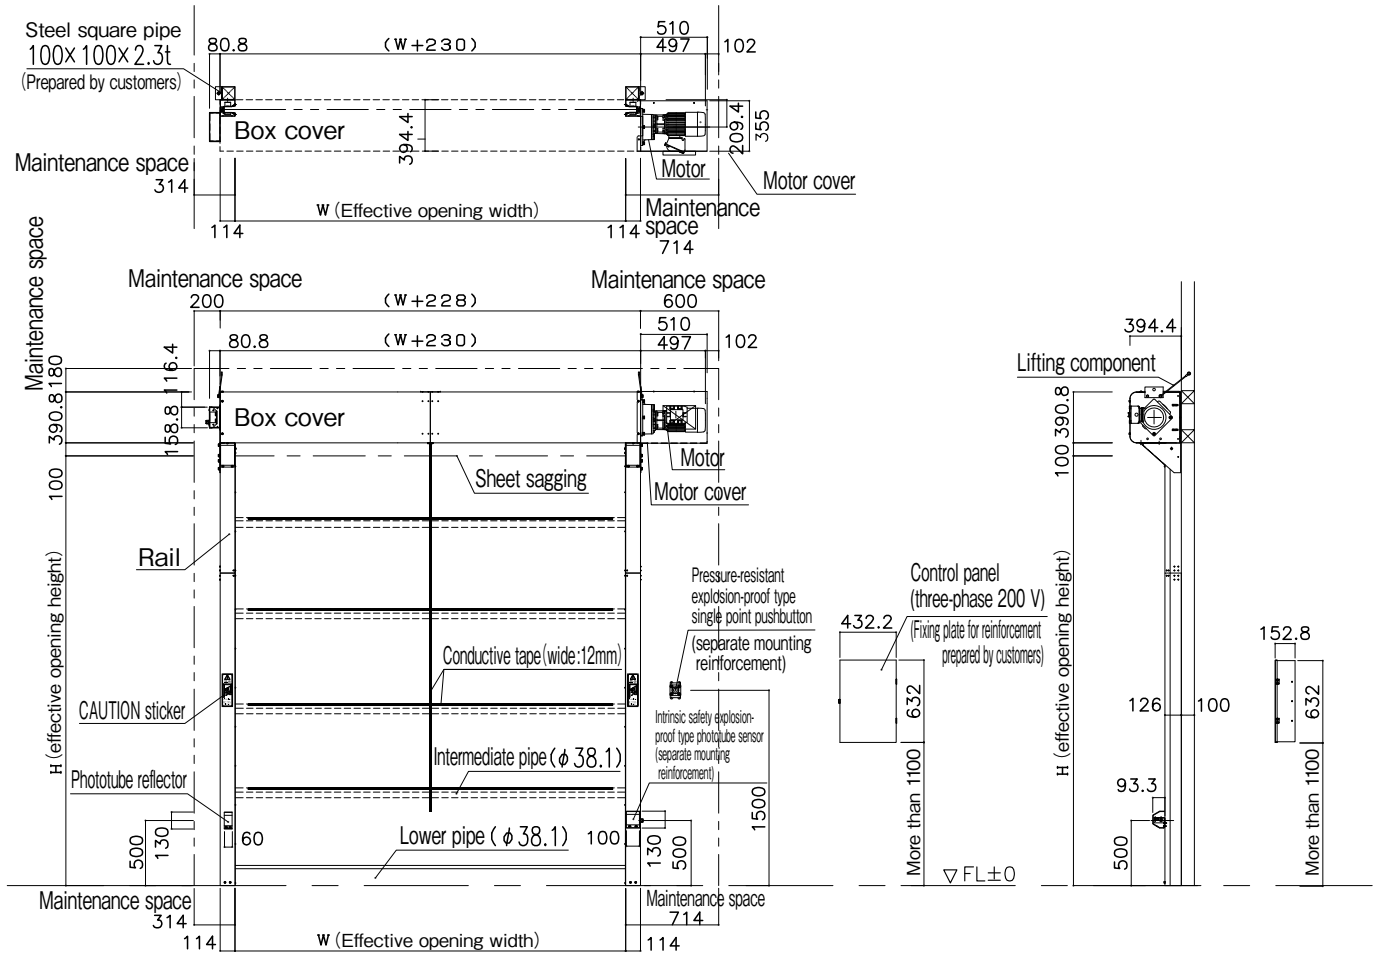 Steel square pipe
100×100×2.3t
(Prepared by customers)
80.8
(W+230)
510
497
102
Box cover
394.4
209.4
355
Motor
Motor cover
Maintenance space
314
W (Effective opening width)
114
114
Maintenance
space
714
Maintenance space
Maintenance space
200
(W+228)
Maintenance space
600
80.8
(W+230)
510
497
102
180
116.4
390.8
158.8
100
Box cover
Sheet sagging
Motor
Motor cover
Rail
H (effective opening height)
Conductive tape (wide:12mm)
CAUTION sticker
Intermediate pipe (φ38.1)
Phototube reflector
Lower pipe (φ38.1)
60
100
130
500
130
500
1500
Pressure-resistant
explosion-proof type
single point pushbutton
(separate mounting
reinforcement)
Intrinsic safety explosion-
proof type phototube sensor
(separate mounting
reinforcement)
Maintenance space
314
Maintenance space
714
114
W (Effective opening width)
114
Control panel
(three-phase 200 V)
(Fixing plate for reinforcement
prepared by customers)
432.2
632
More than 1100
▽FL±0
394.4
Lifting component
390.8
100
H (effective opening height)
126
100
93.3
500
152.8
632
More than 1100